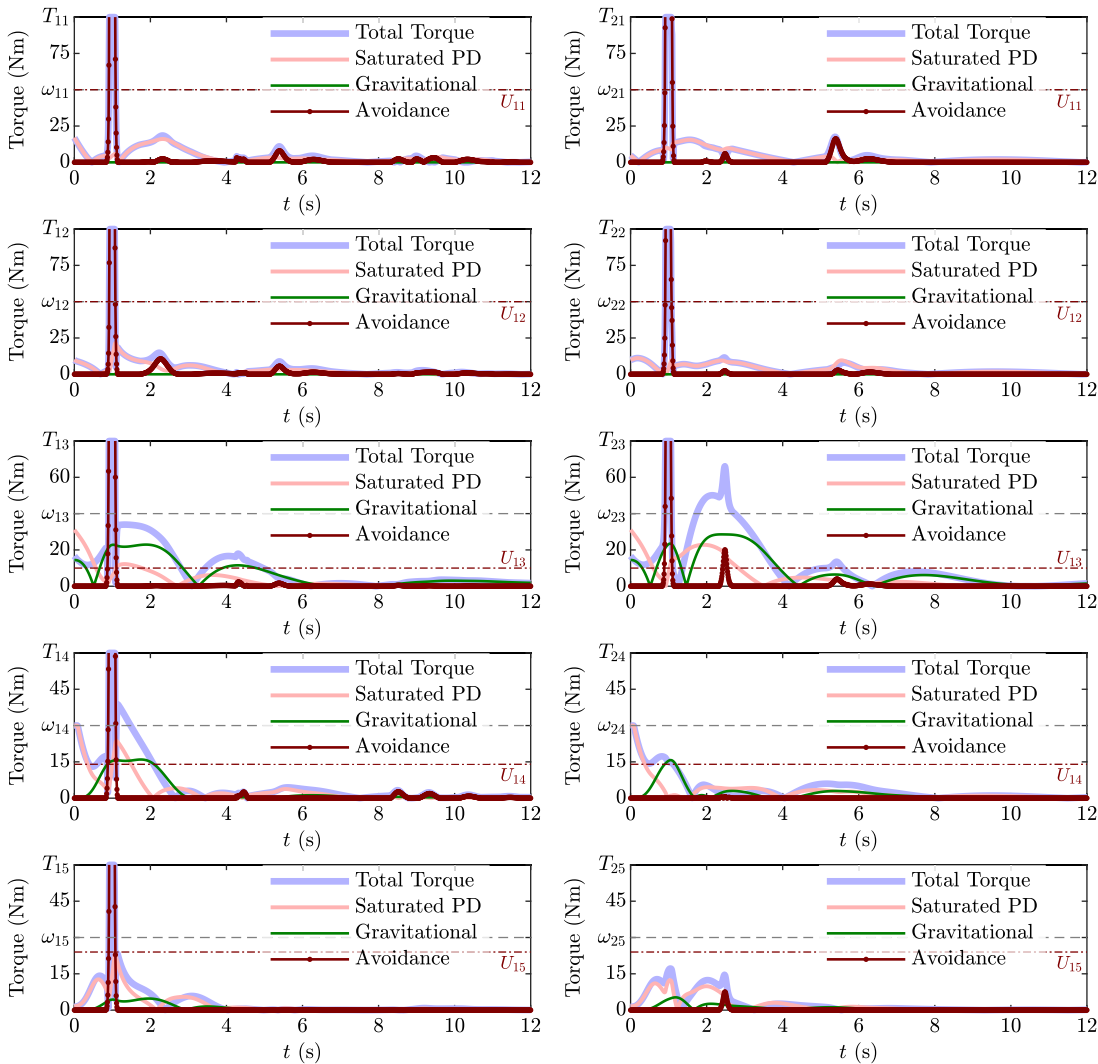 T₁₁
75
ω₁₁
25
0
Torque (Nm)
Total Torque
Saturated PD
Gravitational
Avoidance
U₁₁
0 2 4 6 8 10 12
t (s)
T₂₁
75
ω₂₁
25
0
Torque (Nm)
Total Torque
Saturated PD
Gravitational
Avoidance
U₁₁
0 2 4 6 8 10 12
t (s)
T₁₂
75
ω₁₂
25
0
Torque (Nm)
Total Torque
Saturated PD
Gravitational
Avoidance
U₁₂
0 2 4 6 8 10 12
t (s)
T₂₂
75
ω₂₂
25
0
Torque (Nm)
Total Torque
Saturated PD
Gravitational
Avoidance
U₁₂
0 2 4 6 8 10 12
t (s)
T₁₃
60
ω₁₃
20
0
Torque (Nm)
Total Torque
Saturated PD
Gravitational
Avoidance
U₁₃
0 2 4 6 8 10 12
t (s)
T₂₃
60
ω₂₃
20
0
Torque (Nm)
Total Torque
Saturated PD
Gravitational
Avoidance
U₁₃
0 2 4 6 8 10 12
t (s)
T₁₄
45
ω₁₄
15
0
Torque (Nm)
Total Torque
Saturated PD
Gravitational
Avoidance
U₁₄
0 2 4 6 8 10 12
t (s)
T₂₄
45
ω₂₄
15
0
Torque (Nm)
Total Torque
Saturated PD
Gravitational
Avoidance
U₁₄
0 2 4 6 8 10 12
t (s)
T₁₅
45
ω₁₅
15
0
Torque (Nm)
Total Torque
Saturated PD
Gravitational
Avoidance
U₁₅
0 2 4 6 8 10 12
t (s)
T₂₅
45
ω₂₅
15
0
Torque (Nm)
Total Torque
Saturated PD
Gravitational
Avoidance
U₁₅
0 2 4 6 8 10 12
t (s)